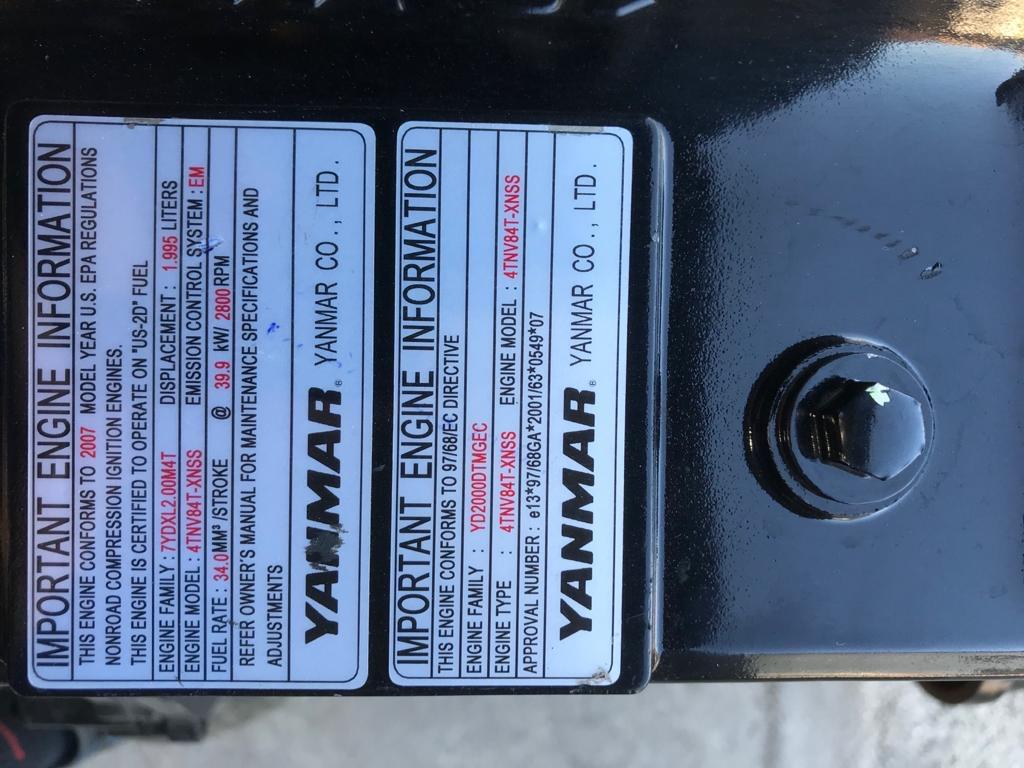 IMPORTANT ENGINE INFORMATION
THIS ENGINE CONFORMS TO 2007 MODEL YEAR U.S. EPA REGULATIONS
NONROAD COMPRESSION IGNITION ENGINES.
THIS ENGINE IS CERTIFIED TO OPERATE ON "US-2D" FUEL
ENGINE FAMILY : 7YDXL2.00M4T DISPLACEMENT : 1.995 LITERS
ENGINE MODEL : 4TNV84T-XNSS EMISSION CONTROL SYSTEM : EM
FUEL RATE : 34.0 MM³ /STROKE @ 39.9 KW 2800 RPM
REFER OWNER'S MANUAL FOR MAINTENANCE SPECIFICATIONS AND
ADJUSTMENTS
YANMAR® YANMAR CO., LTD.
IMPORTANT ENGINE INFORMATION
THIS ENGINE CONFORMS TO 97/68/EC DIRECTIVE
ENGINE FAMILY : YD2000DTMGEC
ENGINE TYPE : 4TNV84T-XNSS ENGINE MODEL : 4TNV84T-XNSS
APPROVAL NUMBER : e13*97/68GA*2001/63*0549*07
YANMAR® YANMAR CO., LTD.